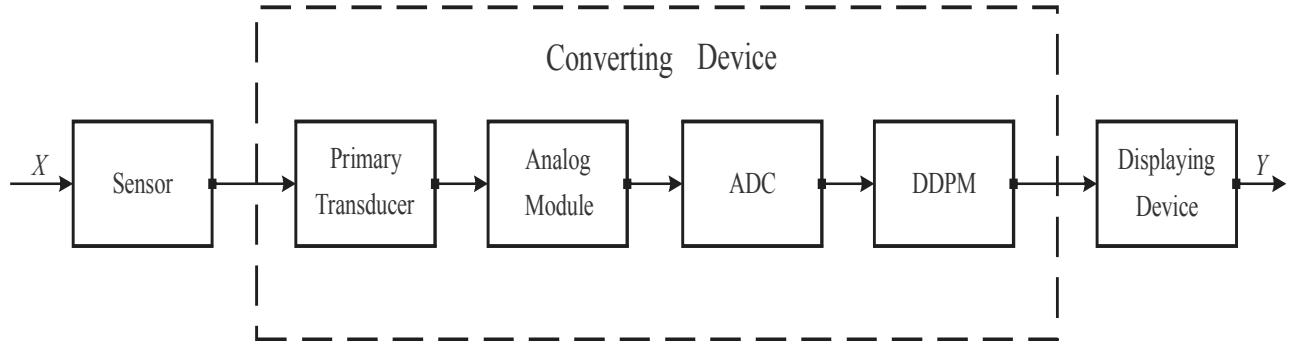 Converting Device
X
Sensor
Primary
Transducer
Analog
Module
ADC
DDPM
Displaying
Device
Y